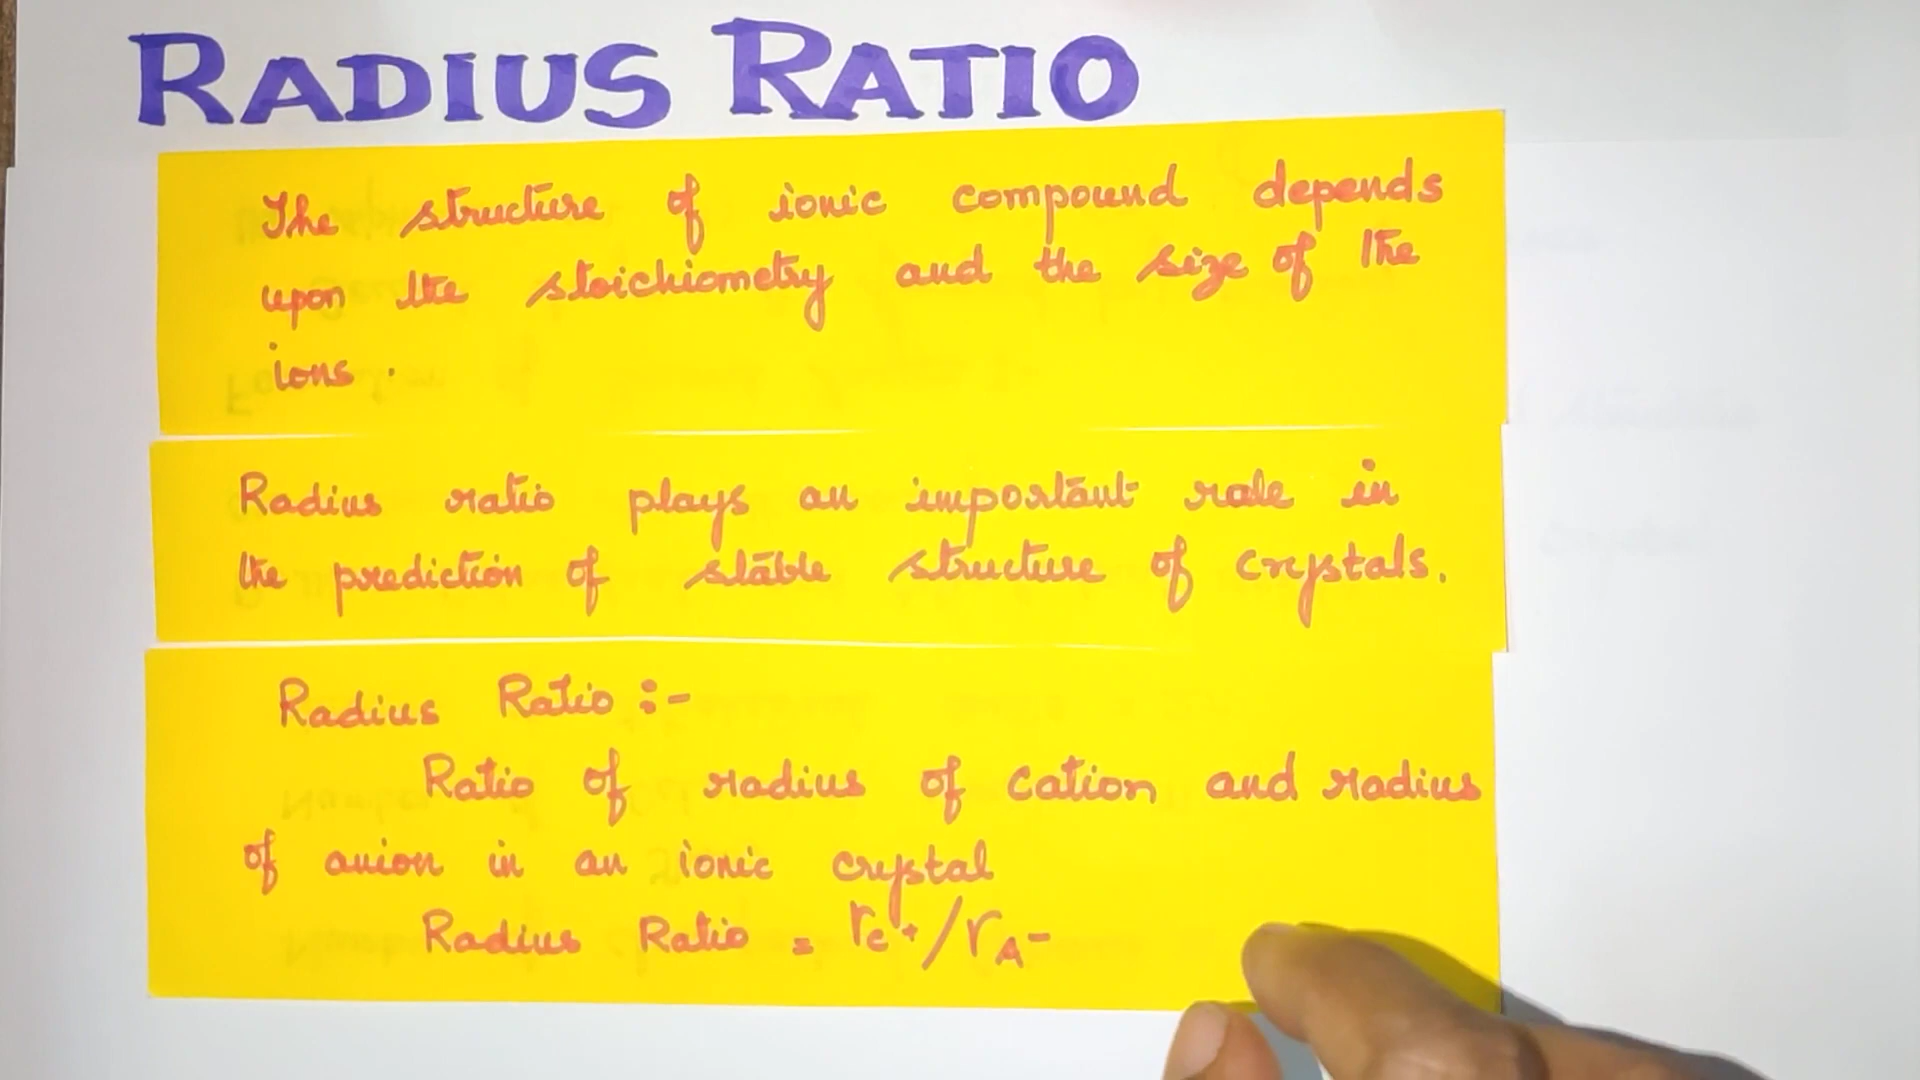 RADIUS RATIO
The structure of ionic compound depends
upon the stoichiometry and the size of the
ions.
Radius ratio plays an important role in
the prediction of stable structure of crystals.
Radius Ratio :-
Ratio of radius of cation and radius
of anion in an ionic crystal
Radius Ratio = rc+/rA-